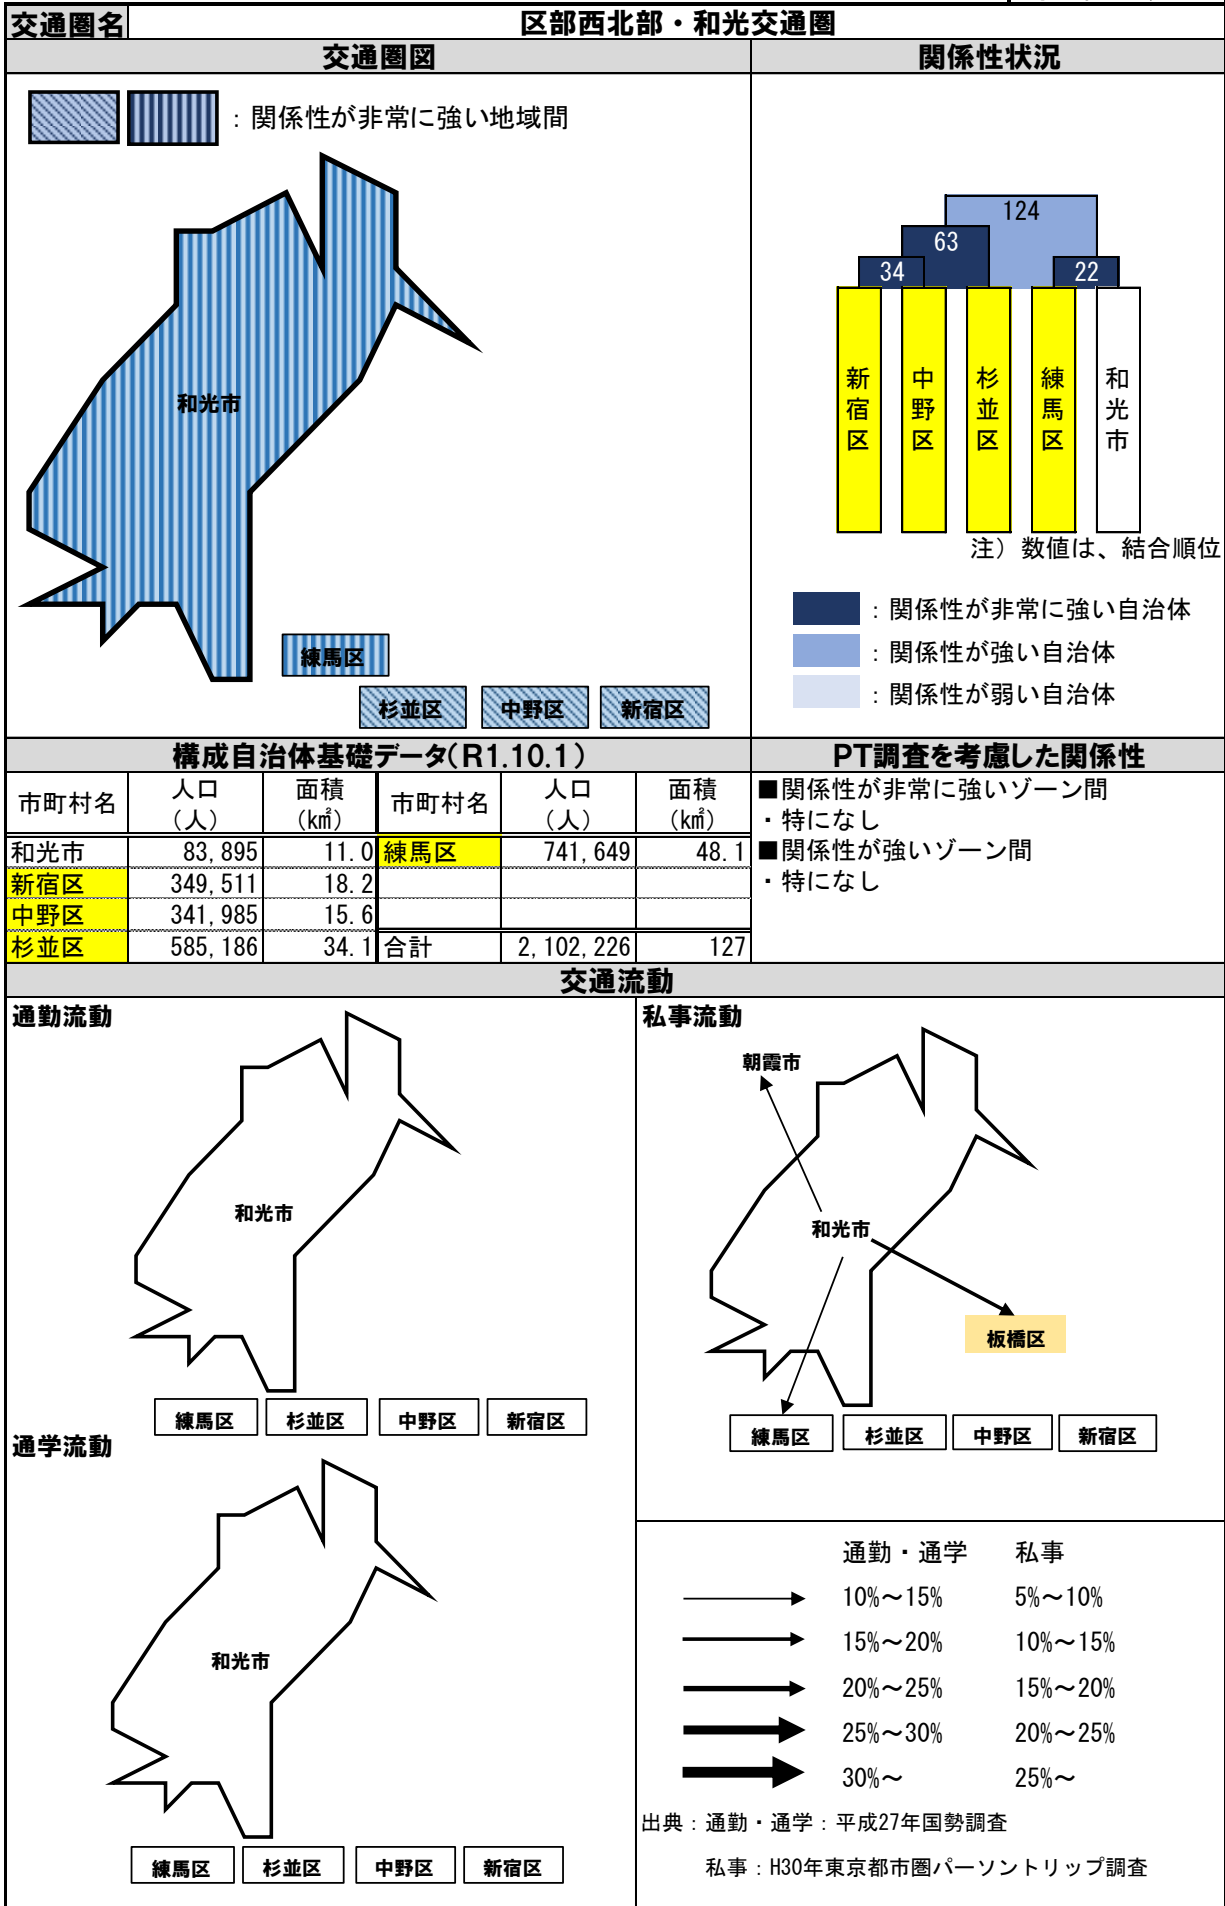 交通圏名
区部西北部・和光交通圏
交通圏図
関係性状況
：関係性が非常に強い地域間
和光市
練馬区
杉並区
中野区
新宿区
124
63
34
22
新宿区
中野区
杉並区
練馬区
和光市
注）数値は、結合順位
：関係性が非常に強い自治体
：関係性が強い自治体
：関係性が弱い自治体
構成自治体基礎データ(R1.10.1)
市町村名 人口（人） 面積（㎢） 市町村名 人口（人） 面積（㎢）
和光市 83,895 11.0 練馬区 741,649 48.1
新宿区 349,511 18.2
中野区 341,985 15.6
杉並区 585,186 34.1 合計 2,102,226 127
PT調査を考慮した関係性
■関係性が非常に強いゾーン間
・特になし
■関係性が強いゾーン間
・特になし
交通流動
通勤流動
和光市
練馬区 杉並区 中野区 新宿区
通学流動
和光市
練馬区 杉並区 中野区 新宿区
私事流動
朝霞市
和光市
板橋区
練馬区 杉並区 中野区 新宿区
通勤・通学 私事
10%～15% 5%～10%
15%～20% 10%～15%
20%～25% 15%～20%
25%～30% 20%～25%
30%～ 25%～
出典：通勤・通学：平成27年国勢調査
私事：H30年東京都市圏パーソントリップ調査